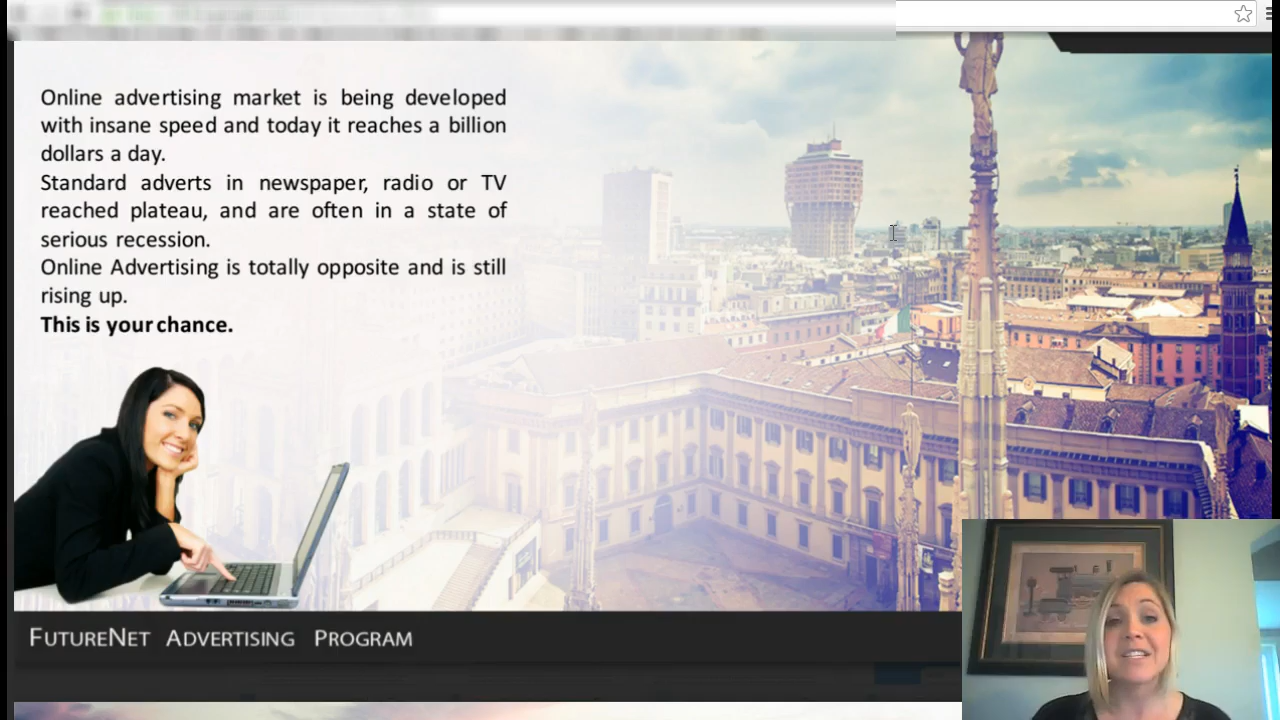 Online advertising market is being developed
with insane speed and today it reaches a billion
dollars a day.
Standard adverts in newspaper, radio or TV
reached plateau, and are often in a state of
serious recession.
Online Advertising is totally opposite and is still
rising up.
This is your chance.
FUTURENET ADVERTISING PROGRAM